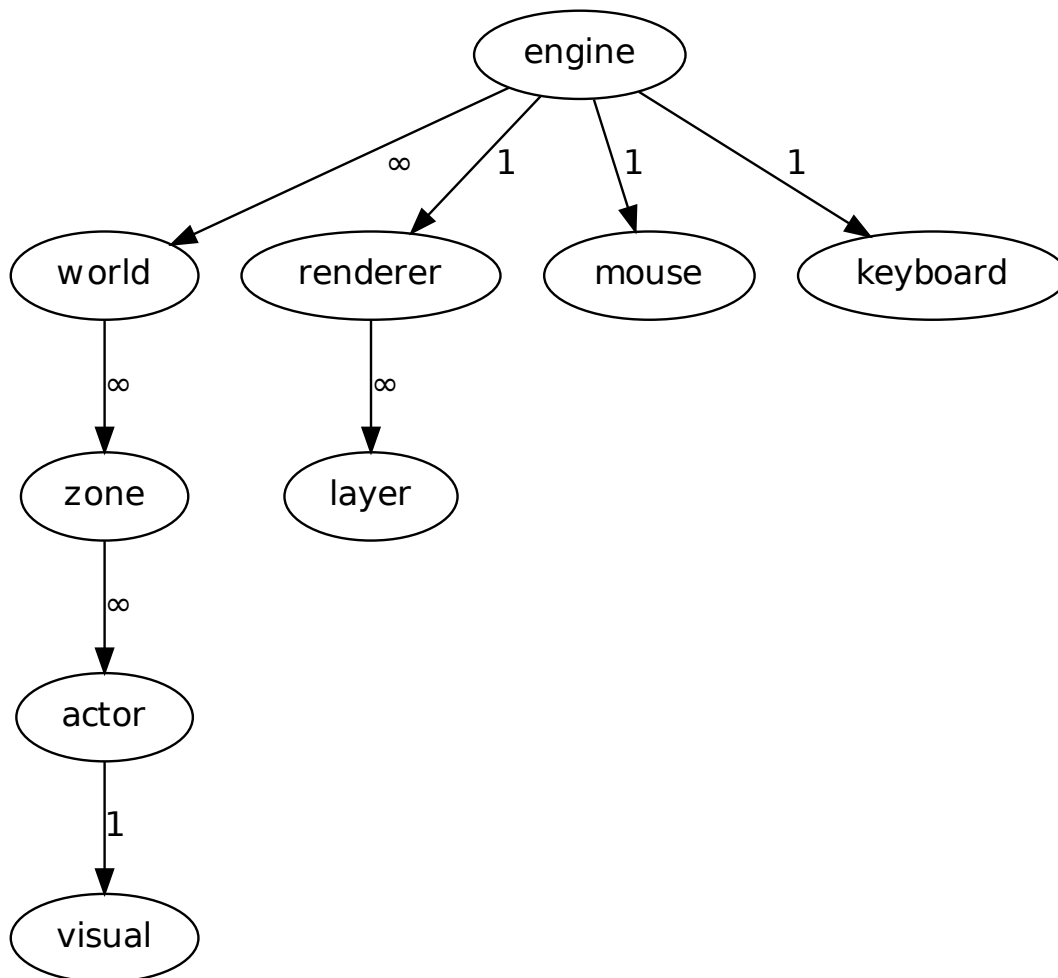 engine
∞
1
1
1
world
renderer
mouse
keyboard
∞
∞
zone
layer
∞
actor
1
visual